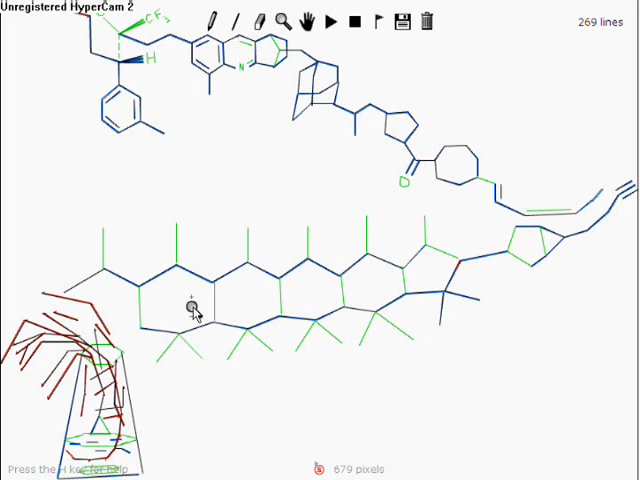 Unregistered HyperCam 2
269 lines
CF3
H
N
O
Press the H key for help
679 pixels